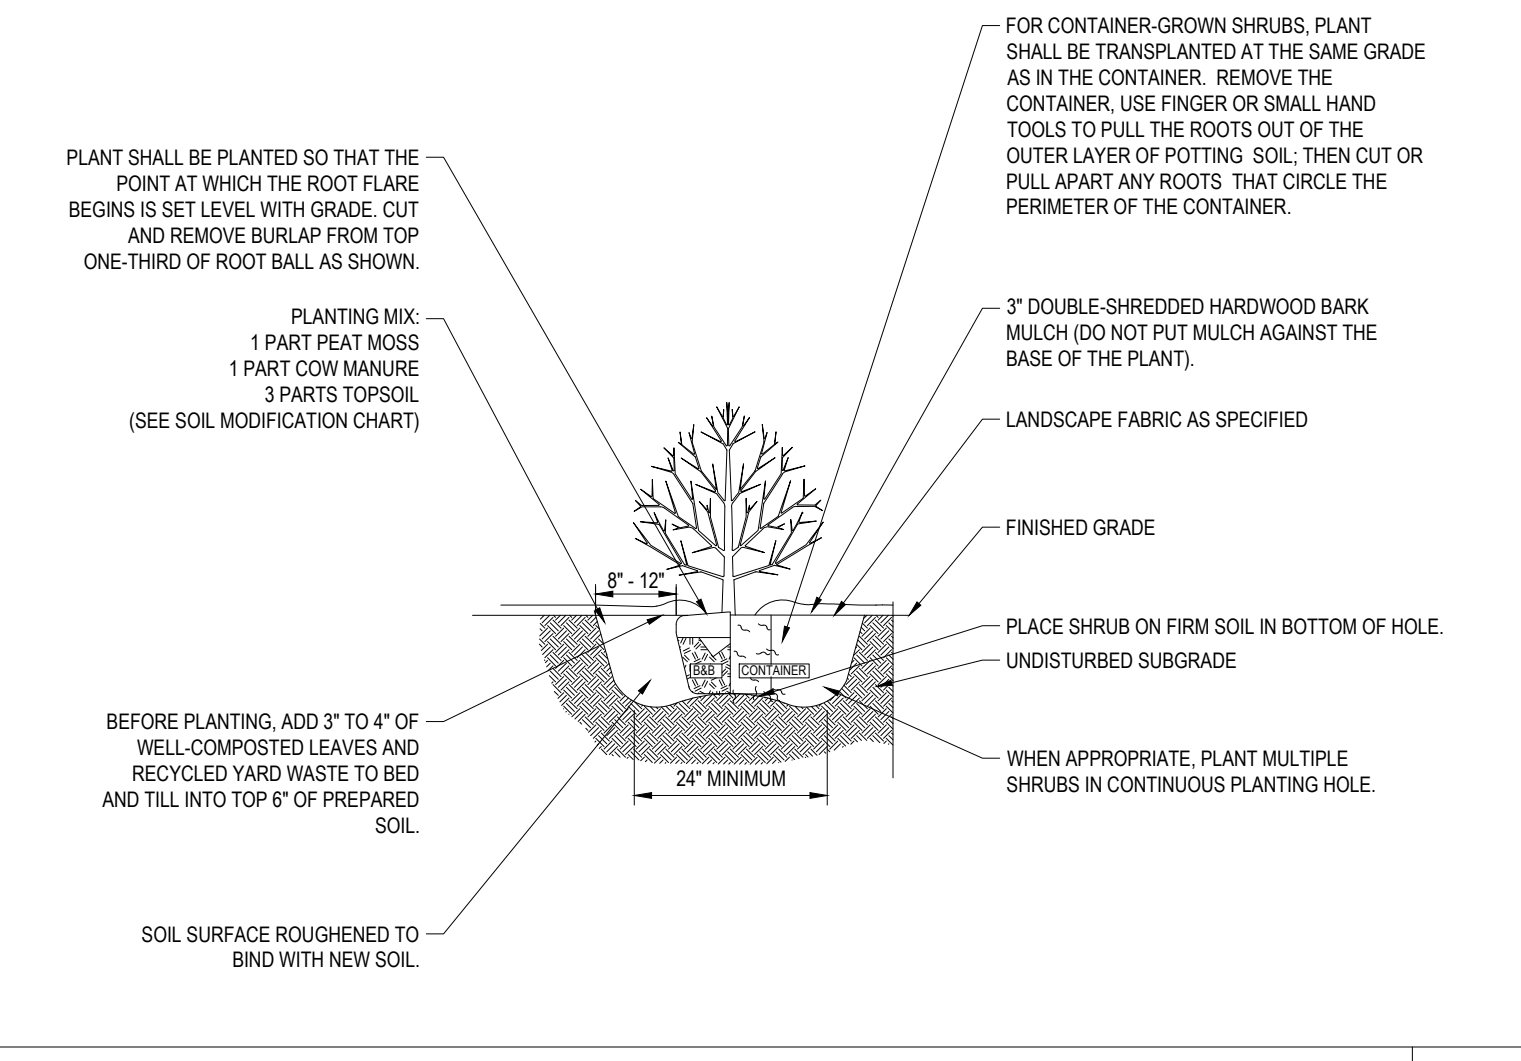 FOR CONTAINER-GROWN SHRUBS, PLANT
SHALL BE TRANSPLANTED AT THE SAME GRADE
AS IN THE CONTAINER. REMOVE THE
CONTAINER, USE FINGER OR SMALL HAND
TOOLS TO PULL THE ROOTS OUT OF THE
OUTER LAYER OF POTTING SOIL; THEN CUT OR
PULL APART ANY ROOTS THAT CIRCLE THE
PERIMETER OF THE CONTAINER.
PLANT SHALL BE PLANTED SO THAT THE
POINT AT WHICH THE ROOT FLARE
BEGINS IS SET LEVEL WITH GRADE. CUT
AND REMOVE BURLAP FROM TOP
ONE-THIRD OF ROOT BALL AS SHOWN.
PLANTING MIX:
1 PART PEAT MOSS
1 PART COW MANURE
3 PARTS TOPSOIL
(SEE SOIL MODIFICATION CHART)
3" DOUBLE-SHREDDED HARDWOOD BARK
MULCH (DO NOT PUT MULCH AGAINST THE
BASE OF THE PLANT).
LANDSCAPE FABRIC AS SPECIFIED
FINISHED GRADE
8" - 12"
PLACE SHRUB ON FIRM SOIL IN BOTTOM OF HOLE.
UNDISTURBED SUBGRADE
B&B
CONTAINER
BEFORE PLANTING, ADD 3" TO 4" OF
WELL-COMPOSTED LEAVES AND
RECYCLED YARD WASTE TO BED
AND TILL INTO TOP 6" OF PREPARED
SOIL.
WHEN APPROPRIATE, PLANT MULTIPLE
SHRUBS IN CONTINUOUS PLANTING HOLE.
24" MINIMUM
SOIL SURFACE ROUGHENED TO
BIND WITH NEW SOIL.